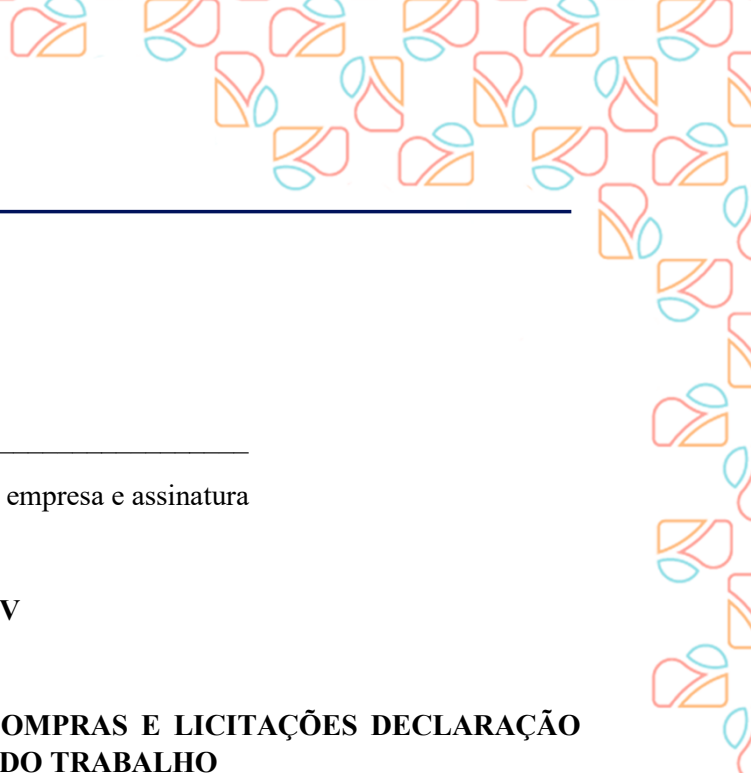 empresa e assinatura
V
OMPRAS E LICITAÇÕES DECLARAÇÃO
DO TRABALHO